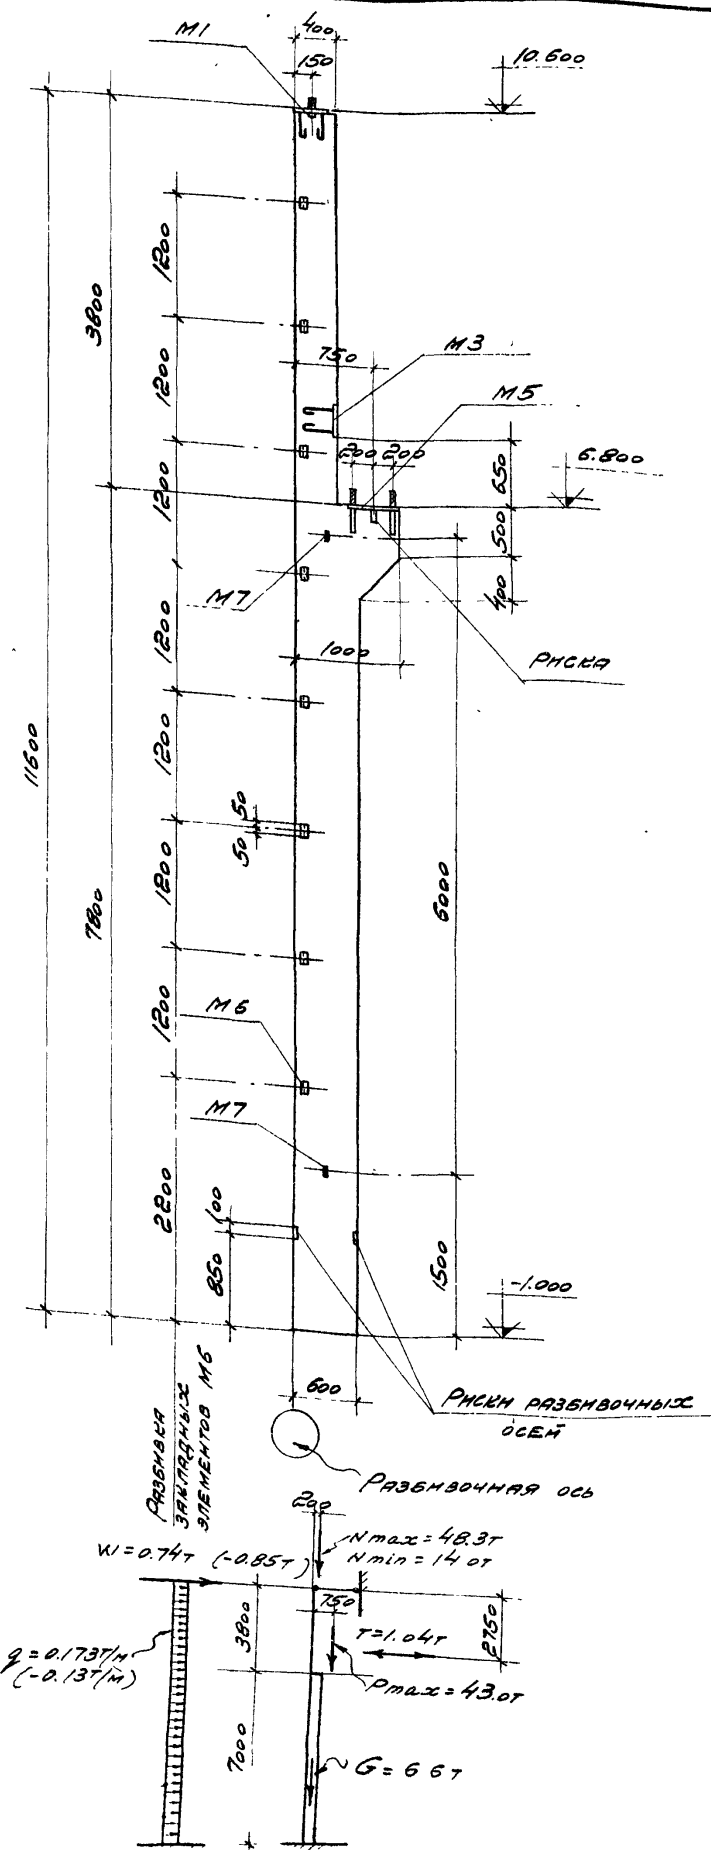 М1
400
150
10.600
1200
3800
1200
750
М3
М5
200 200
650
6.800
1200
500
М7
400
1200
1000
РИСКА
1200
11600
50
50
1200
7800
6000
1200
М6
М7
2200
100
850
1500
-1.000
600
РИСКИ РАЗБИВОЧНЫХ
ОСЕЙ
РАЗБИВОЧНАЯ ОСЬ
РАЗБИВКА
ЗАКЛАДНЫХ
ЭЛЕМЕНТОВ М6
200
Nmax=48.3т
Nmin=14.0т
W=0.74т (-0.85т)
750
3800
T=1.04т
2750
q=0.173т/м
(-0.13т/м)
Pmax=43.0т
7000
G=6.6т